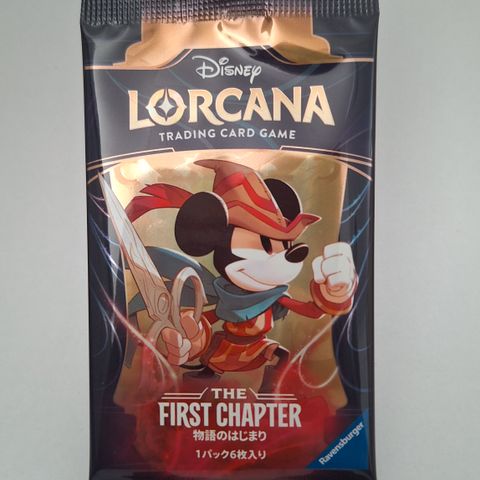 Disney
LORCANA
TRADING CARD GAME
THE
FIRST CHAPTER
物語のはじまり
1パック6枚入り
Ravensburger